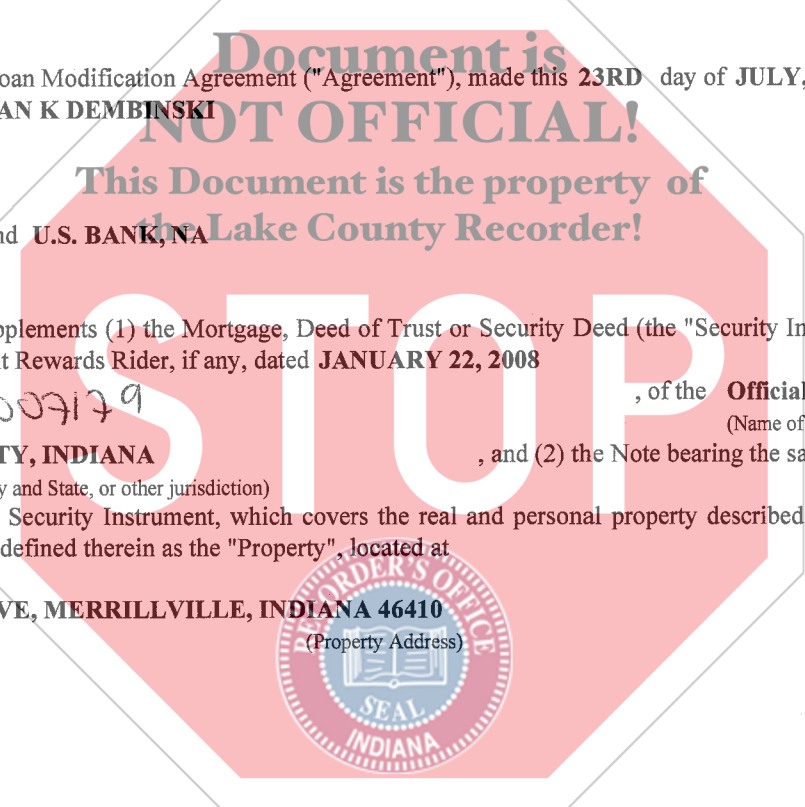 Document is
oan Modification Agreement ("Agreement"), made this 23RD day of JULY,
AN K DEMBINSKI
NOT OFFICIAL!
This Document is the property of
the Lake County Recorder!
nd U.S. BANK, NA
STOP
pplements (1) the Mortgage, Deed of Trust or Security Deed (the "Security In
t Rewards Rider, if any, dated JANUARY 22, 2008
007179 , of the Official
(Name of
TY, INDIANA , and (2) the Note bearing the sa
y and State, or other jurisdiction)
Security Instrument, which covers the real and personal property described
defined therein as the "Property", located at
VE, MERRILLVILLE, INDIANA 46410
(Property Address)
RECORDER'S OFFICE
SEAL
INDIANA